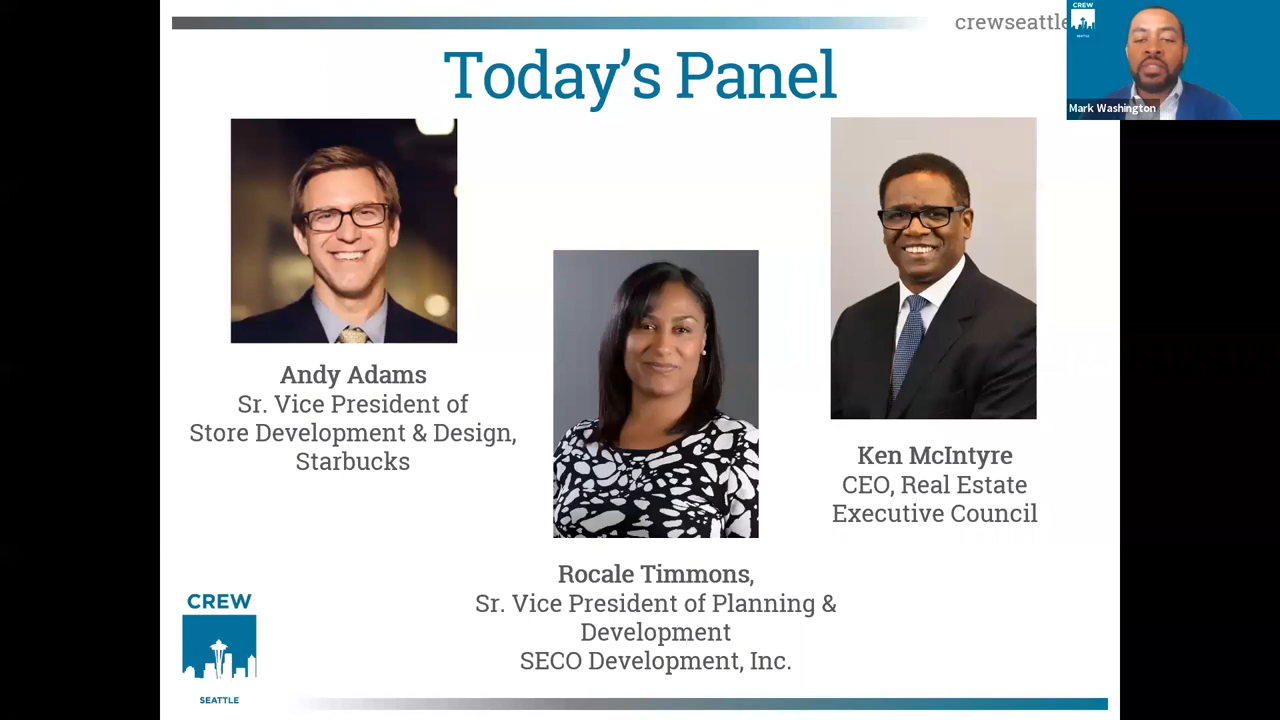 crewseattle
CREW
SEATTLE
Mark Washington
Today's Panel
Andy Adams
Sr. Vice President of
Store Development & Design,
Starbucks
Rocale Timmons,
Sr. Vice President of Planning &
Development
SECO Development, Inc.
Ken McIntyre
CEO, Real Estate
Executive Council
CREW
SEATTLE